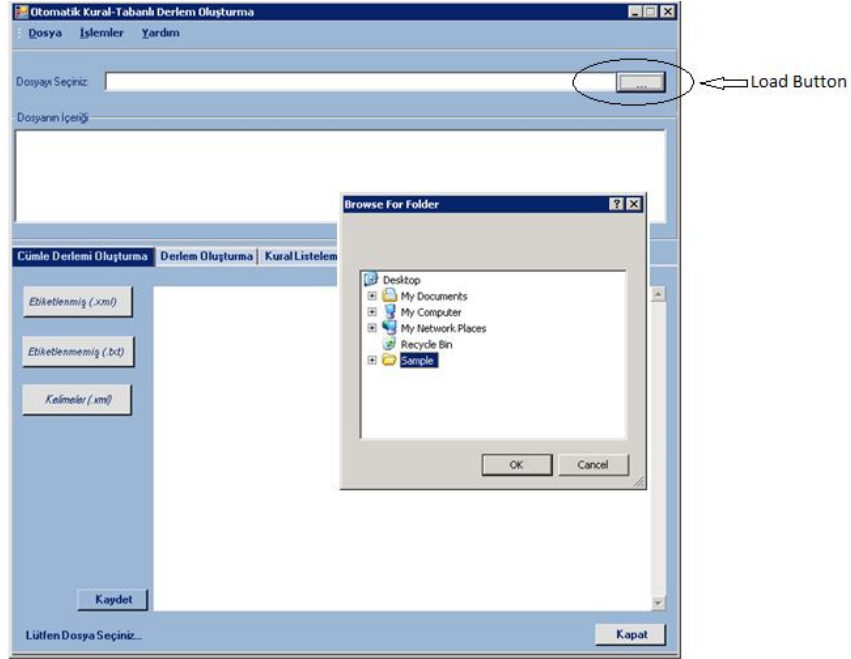 Otomatik Kural-Tabanlı Derlem Oluşturma
Dosya İşlemler Yardım
Dosyayı Seçiniz:
...
Load Button
Dosyanın İçeriği
Browse For Folder
Cümle Derlemi Oluşturma Derlem Oluşturma Kural Listelem
Desktop
My Documents
My Computer
My Network Places
Recycle Bin
Sample
Etiketlenmiş (.xml)
Etiketlenmemiş (.txt)
Kelimeler (.xml)
OK Cancel
Kaydet
Lütfen Dosya Seçiniz...
Kapat